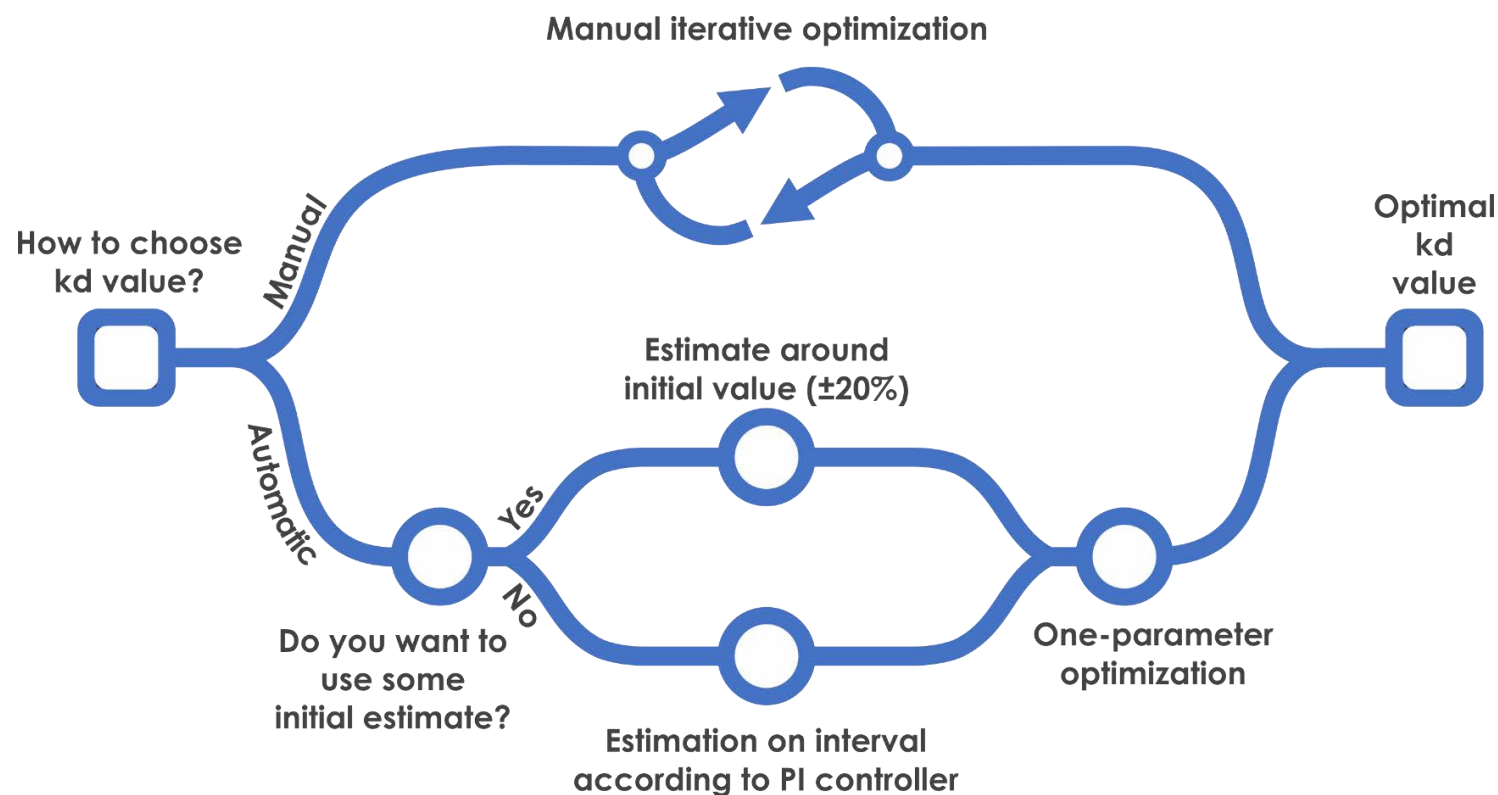 Manual iterative optimization
How to choose
kd value?
Manual
Automatic
Optimal
kd
value
Estimate around
initial value (±20%)
Yes
No
Do you want to
use some
initial estimate?
One-parameter
optimization
Estimation on interval
according to PI controller